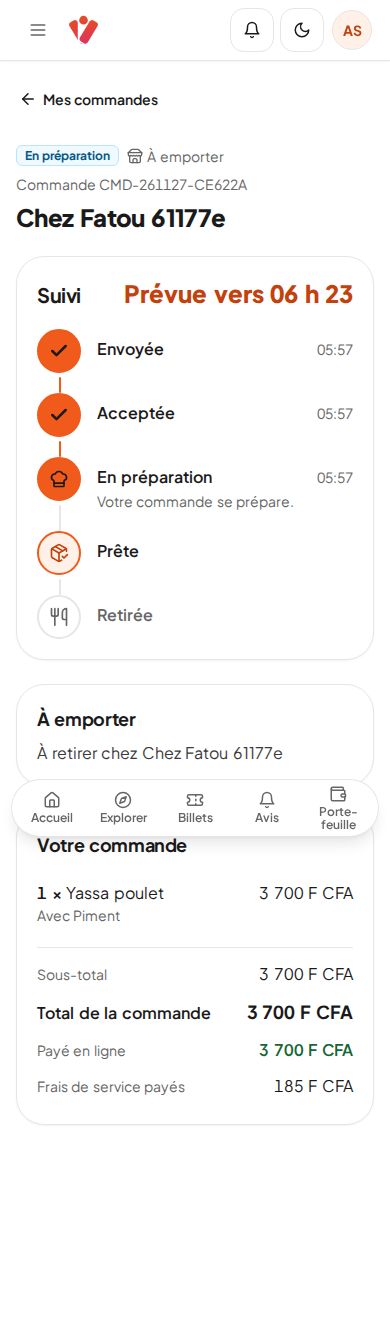 AS
Mes commandes
En préparation À emporter
Commande CMD-261127-CE622A
Chez Fatou 61177e
Suivi Prévue vers 06 h 23
Envoyée 05:57
Acceptée 05:57
En préparation 05:57
Votre commande se prépare.
Prête
Retirée
À emporter
À retirer chez Chez Fatou 61177e
Accueil Explorer Billets Avis Porte-
feuille
Votre commande
1 × Yassa poulet 3 700 F CFA
Avec Piment
Sous-total 3 700 F CFA
Total de la commande 3 700 F CFA
Payé en ligne 3 700 F CFA
Frais de service payés 185 F CFA